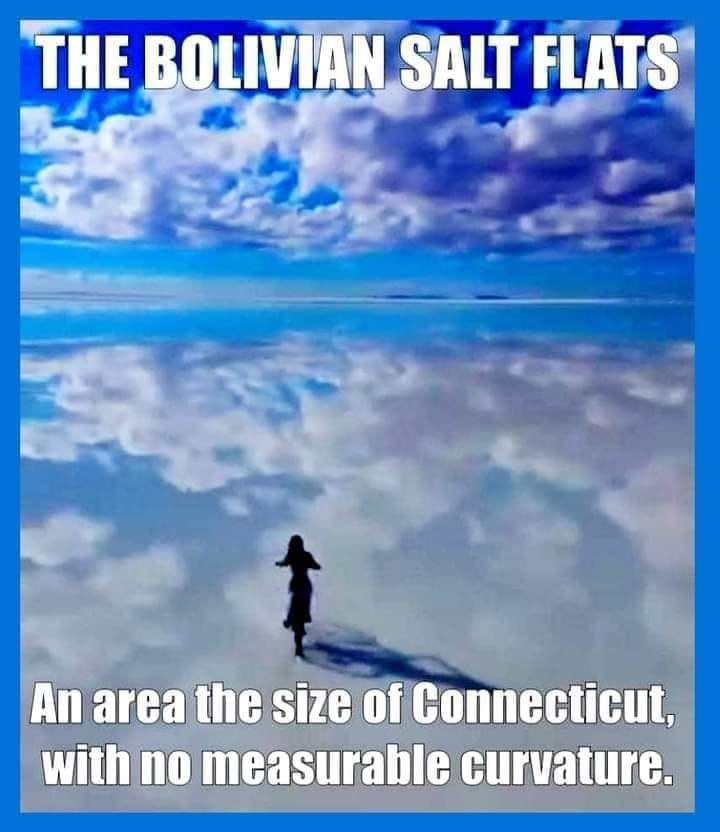 THE BOLIVIAN SALT FLATS
An area the size of Connecticut,
with no measurable curvature.